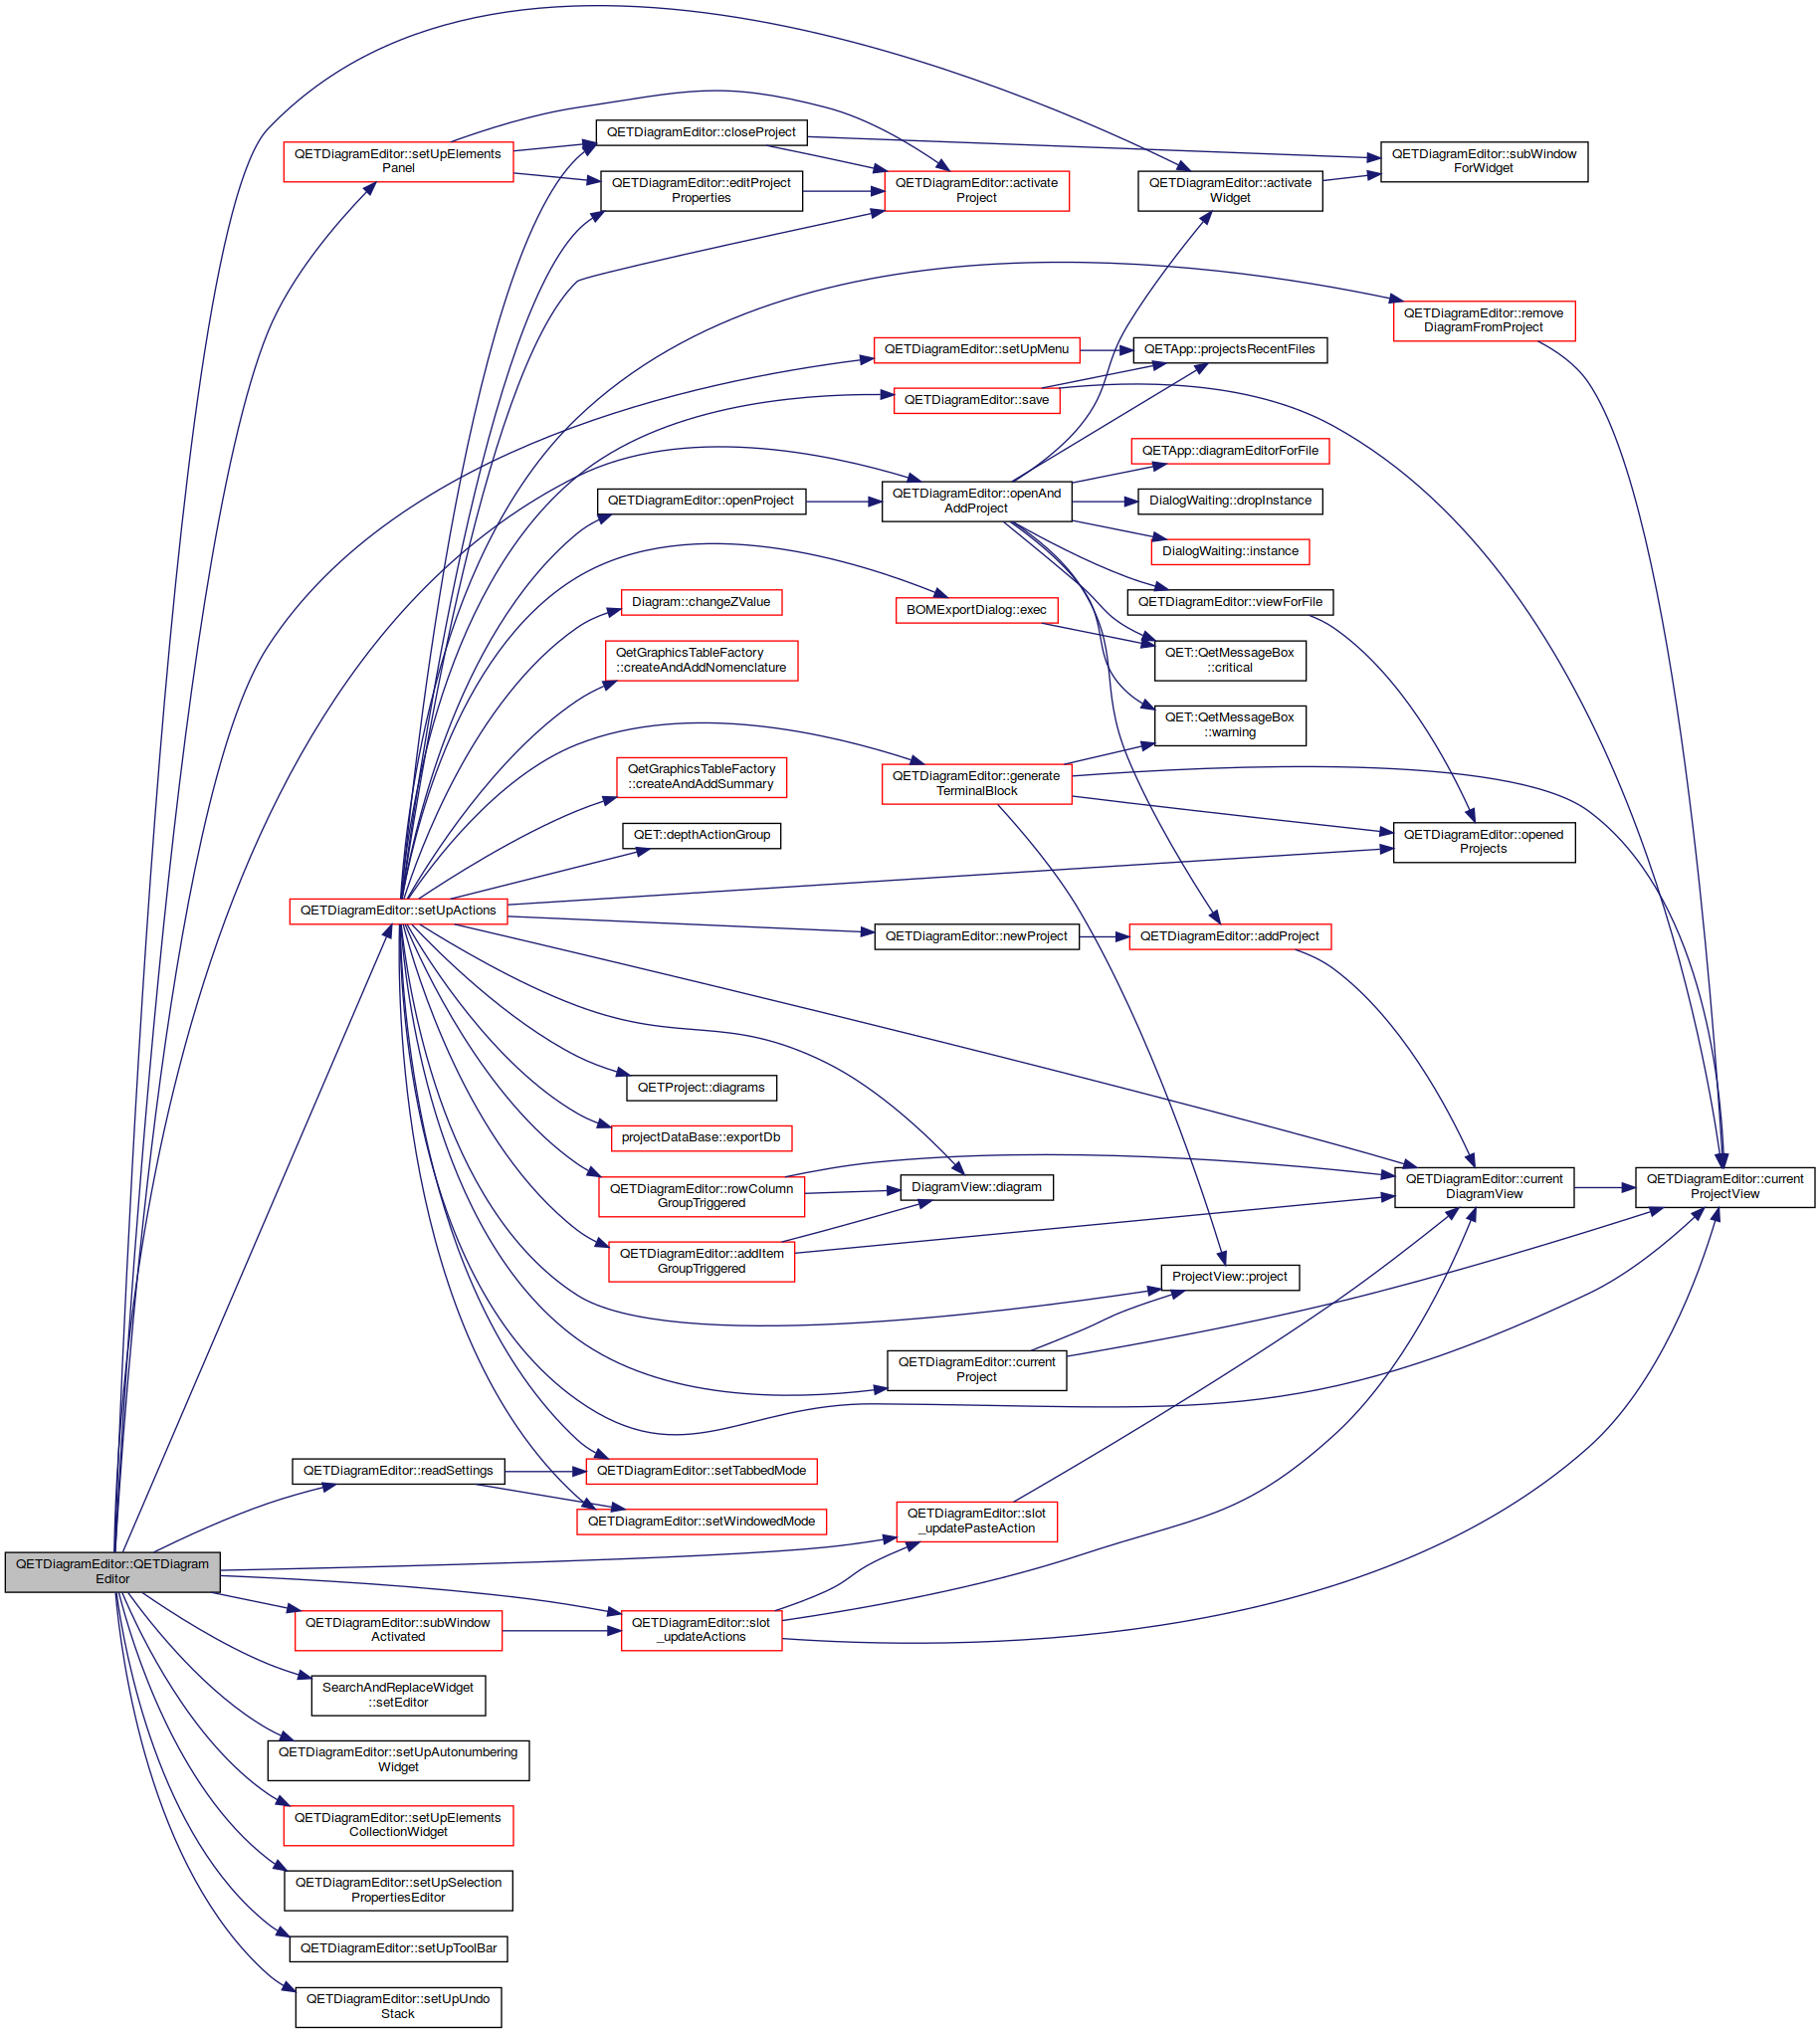 QETDiagramEditor::QETDiagram
Editor
QETDiagramEditor::setUpElements
Panel
QETDiagramEditor::closeProject
QETDiagramEditor::editProject
Properties
QETDiagramEditor::activate
Project
QETDiagramEditor::activate
Widget
QETDiagramEditor::subWindow
ForWidget
QETDiagramEditor::remove
DiagramFromProject
QETDiagramEditor::setUpMenu
QETApp::projectsRecentFiles
QETDiagramEditor::save
QETApp::diagramEditorForFile
QETDiagramEditor::openProject
QETDiagramEditor::openAnd
AddProject
DialogWaiting::dropInstance
DialogWaiting::instance
Diagram::changeZValue
BOMExportDialog::exec
QETDiagramEditor::viewForFile
QetGraphicsTableFactory
::createAndAddNomenclature
QET::QetMessageBox
::critical
QET::QetMessageBox
::warning
QetGraphicsTableFactory
::createAndAddSummary
QETDiagramEditor::generate
TerminalBlock
QET::depthActionGroup
QETDiagramEditor::opened
Projects
QETDiagramEditor::setUpActions
QETDiagramEditor::newProject
QETDiagramEditor::addProject
QETProject::diagrams
projectDataBase::exportDb
QETDiagramEditor::rowColumn
GroupTriggered
DiagramView::diagram
QETDiagramEditor::current
DiagramView
QETDiagramEditor::current
ProjectView
QETDiagramEditor::addItem
GroupTriggered
ProjectView::project
QETDiagramEditor::current
Project
QETDiagramEditor::readSettings
QETDiagramEditor::setTabbedMode
QETDiagramEditor::setWindowedMode
QETDiagramEditor::slot
_updatePasteAction
QETDiagramEditor::subWindow
Activated
QETDiagramEditor::slot
_updateActions
SearchAndReplaceWidget
::setEditor
QETDiagramEditor::setUpAutonumbering
Widget
QETDiagramEditor::setUpElements
CollectionWidget
QETDiagramEditor::setUpSelection
PropertiesEditor
QETDiagramEditor::setUpToolBar
QETDiagramEditor::setUpUndo
Stack